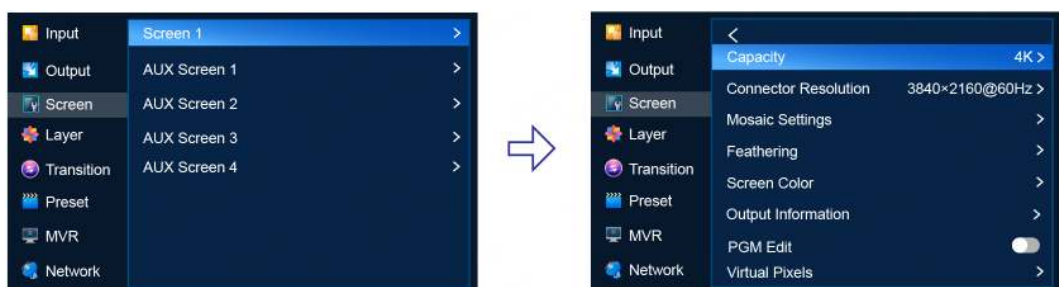 Input
Output
Screen
Layer
Transition
Preset
MVR
Network
Screen 1 >
AUX Screen 1 >
AUX Screen 2 >
AUX Screen 3 >
AUX Screen 4 >
Input
Output
Screen
Layer
Transition
Preset
MVR
Network
<
Capacity 4K >
Connector Resolution 3840×2160@60Hz >
Mosaic Settings >
Feathering >
Screen Color >
Output Information >
PGM Edit
Virtual Pixels >